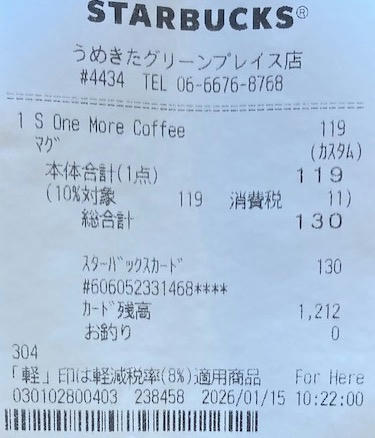 STARBUCKS®
うめきたグリーンプレイス店
#4434 TEL 06-6676-8768
1 S One More Coffee 119
マグ (カスタム)
本体合計(1点) 119
(10%対象 119 消費税 11)
総合計 130
スターバックスカード 130
#606052331468****
カード残高 1,212
お釣り 0
304
「軽」印は軽減税率(8%)適用商品 For Here
030102800403 238458 2026/01/15 10:22:00